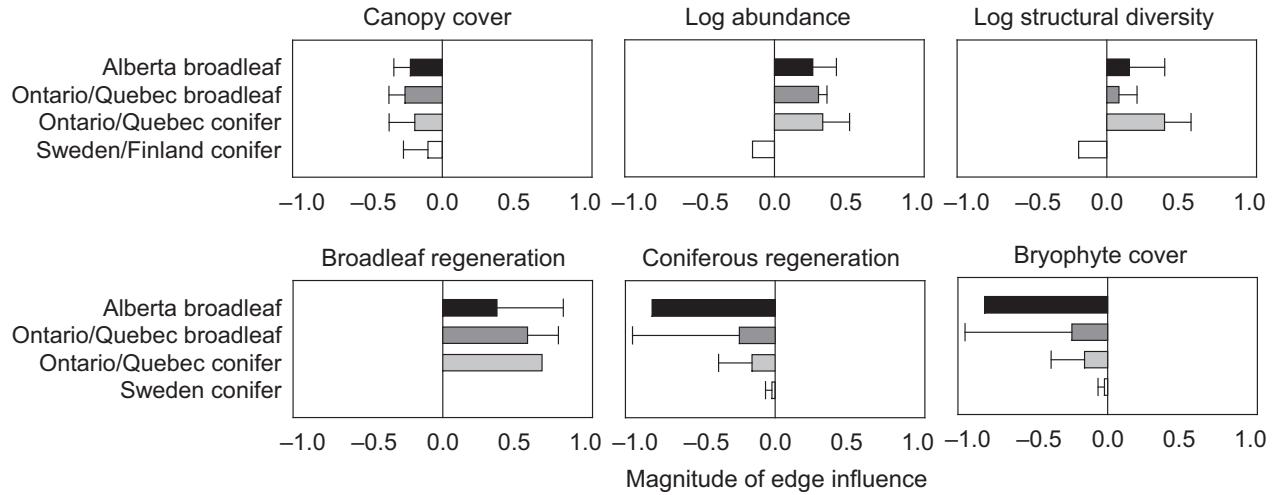 Canopy cover
Log abundance
Log structural diversity
Alberta broadleaf
Ontario/Quebec broadleaf
Ontario/Quebec conifer
Sweden/Finland conifer
–1.0 –0.5 0.0 0.5 1.0
–1.0 –0.5 0.0 0.5 1.0
–1.0 –0.5 0.0 0.5 1.0
Broadleaf regeneration
Coniferous regeneration
Bryophyte cover
Alberta broadleaf
Ontario/Quebec broadleaf
Ontario/Quebec conifer
Sweden conifer
–1.0 –0.5 0.0 0.5 1.0
–1.0 –0.5 0.0 0.5 1.0
–1.0 –0.5 0.0 0.5 1.0
Magnitude of edge influence